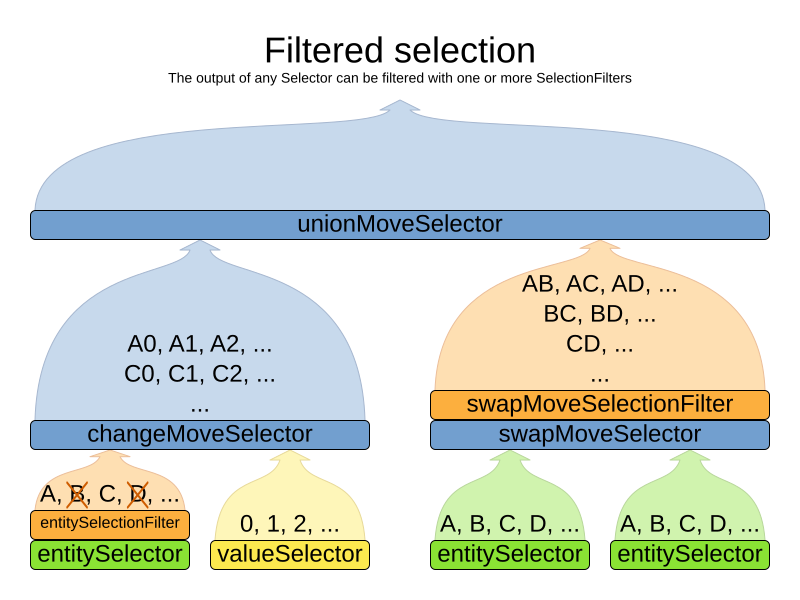 Filtered selection
The output of any Selector can be filtered with one or more SelectionFilters
unionMoveSelector
A0, A1, A2, ...
C0, C1, C2, ...
...
changeMoveSelector
A, B, C, D, ...
entitySelectionFilter
entitySelector
0, 1, 2, ...
valueSelector
AB, AC, AD, ...
BC, BD, ...
CD, ...
...
swapMoveSelectionFilter
swapMoveSelector
A, B, C, D, ...
entitySelector
A, B, C, D, ...
entitySelector